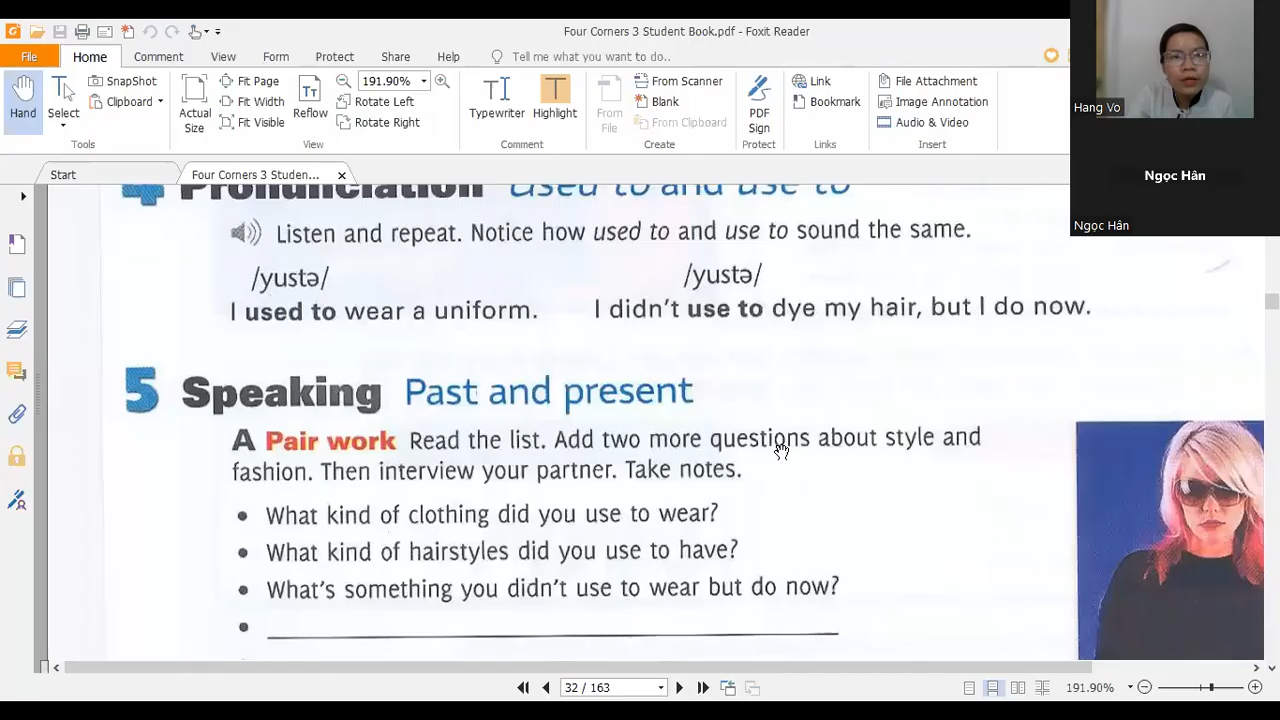 Four Corners 3 Student Book.pdf - Foxit Reader
File Home Comment View Form Protect Share Help Tell me what you want to do..
Hand
Select
SnapShot
Clipboard
Tools
Actual Size
Fit Page
Fit Width
Fit Visible
Reflow
191.90%
Rotate Left
Rotate Right
View
Typewriter
Highlight
Comment
From File
From Scanner
Blank
From Clipboard
Create
PDF Sign
Protect
Link
Bookmark
Links
File Attachment
Image Annotation
Audio & Video
Insert
Hang Vo
Ngọc Hân
Ngọc Hân
Start
Four Corners 3 Studen...
4 Pronunciation Used to and use to
Listen and repeat. Notice how used to and use to sound the same.
/yustə/ /yustə/
I used to wear a uniform. I didn't use to dye my hair, but I do now.
5 Speaking Past and present
A Pair work Read the list. Add two more questions about style and
fashion. Then interview your partner. Take notes.
• What kind of clothing did you use to wear?
• What kind of hairstyles did you use to have?
• What's something you didn't use to wear but do now?
•
32 / 163
191.90%